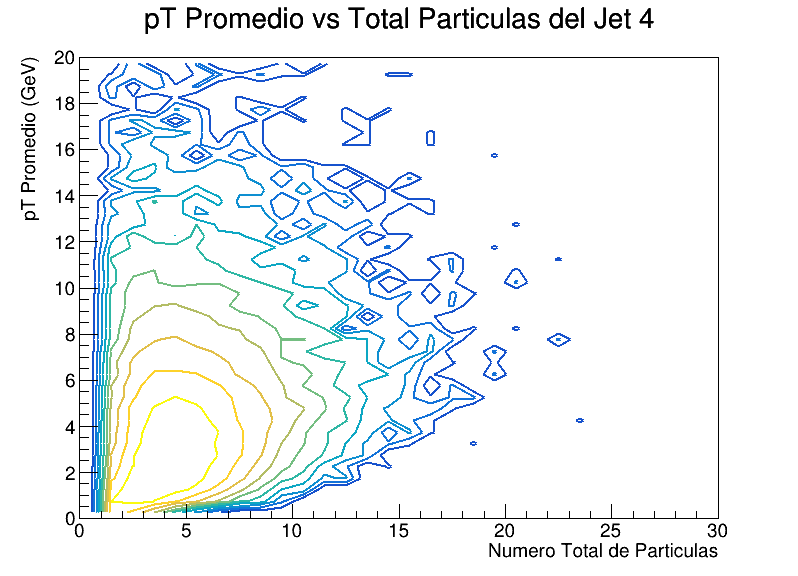 pT Promedio vs Total Particulas del Jet 4
pT Promedio (GeV)
20
18
16
14
12
10
8
6
4
2
0
0 5 10 15 20 25 30
Numero Total de Particulas